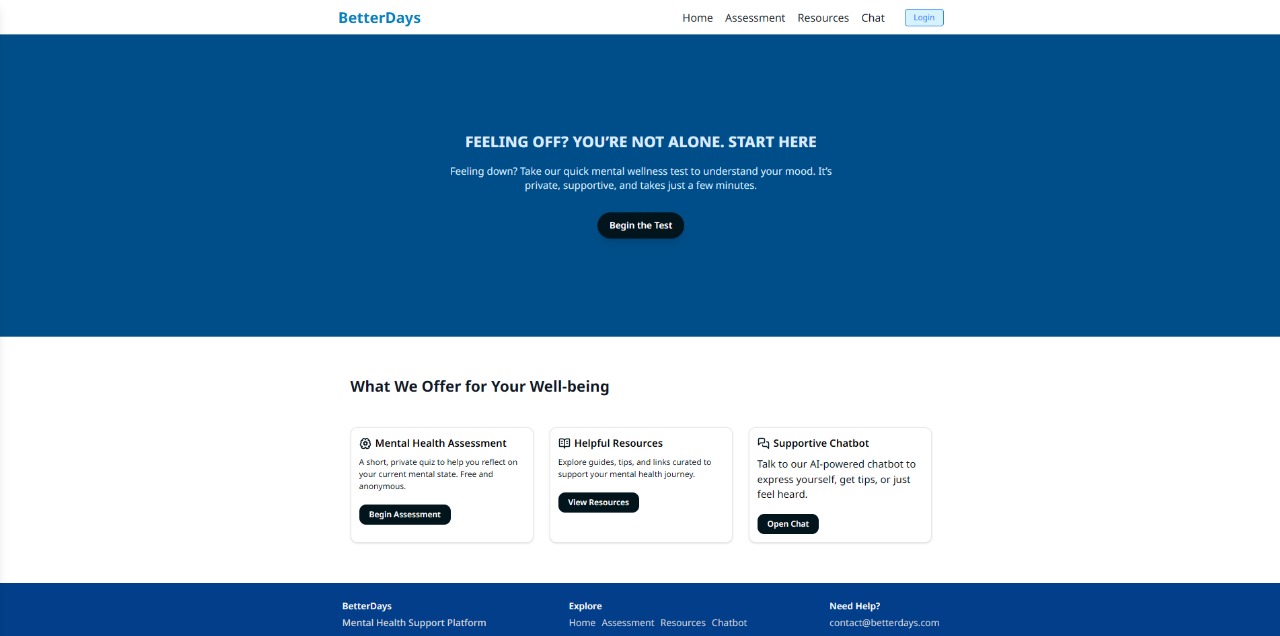 BetterDays
Home Assessment Resources Chat Login
FEELING OFF? YOU’RE NOT ALONE. START HERE
Feeling down? Take our quick mental wellness test to understand your mood. It’s
private, supportive, and takes just a few minutes.
Begin the Test
What We Offer for Your Well-being
Mental Health Assessment
A short, private quiz to help you reflect on
your current mental state. Free and
anonymous.
Begin Assessment
Helpful Resources
Explore guides, tips, and links curated to
support your mental health journey.
View Resources
Supportive Chatbot
Talk to our AI-powered chatbot to
express yourself, get tips, or just
feel heard.
Open Chat
BetterDays
Mental Health Support Platform
Explore
Home Assessment Resources Chatbot
Need Help?
contact@betterdays.com